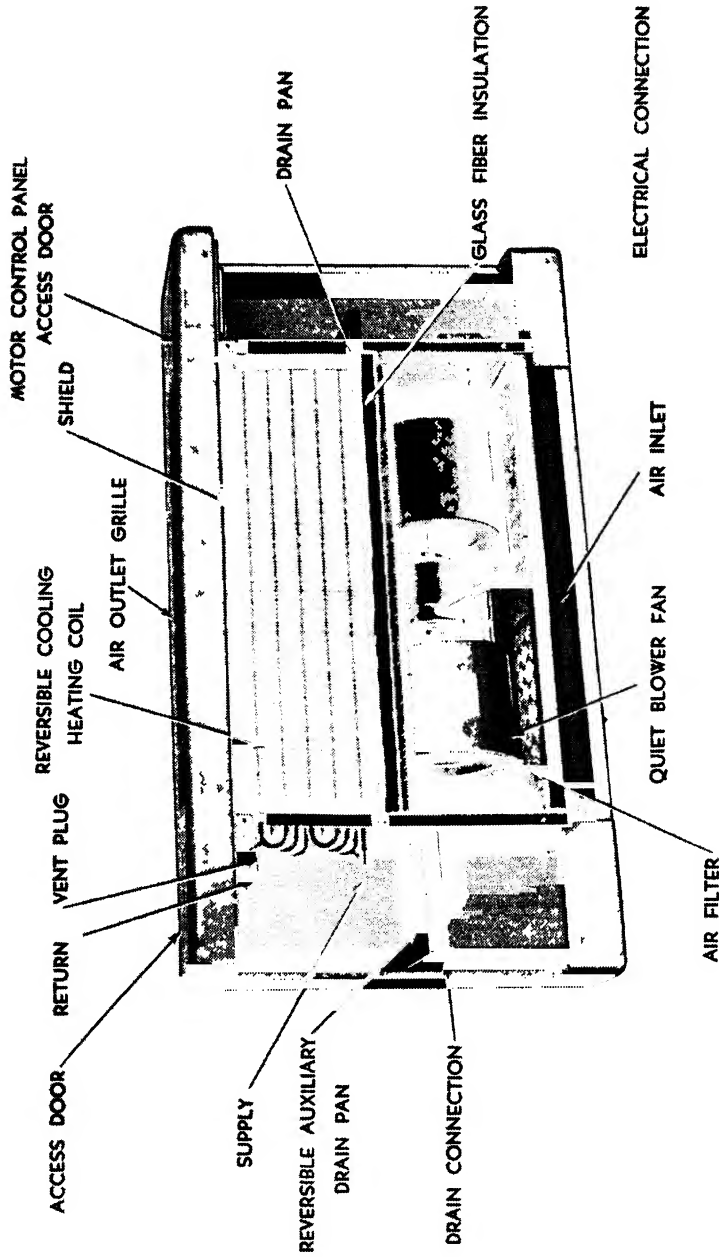 MOTOR CONTROL PANEL
ACCESS DOOR
SHIELD
AIR OUTLET GRILLE
REVERSIBLE COOLING
HEATING COIL
VENT PLUG
RETURN
ACCESS DOOR
DRAIN PAN
GLASS FIBER INSULATION
ELECTRICAL CONNECTION
SUPPLY
REVERSIBLE AUXILIARY
DRAIN PAN
DRAIN CONNECTION
AIR INLET
QUIET BLOWER FAN
AIR FILTER